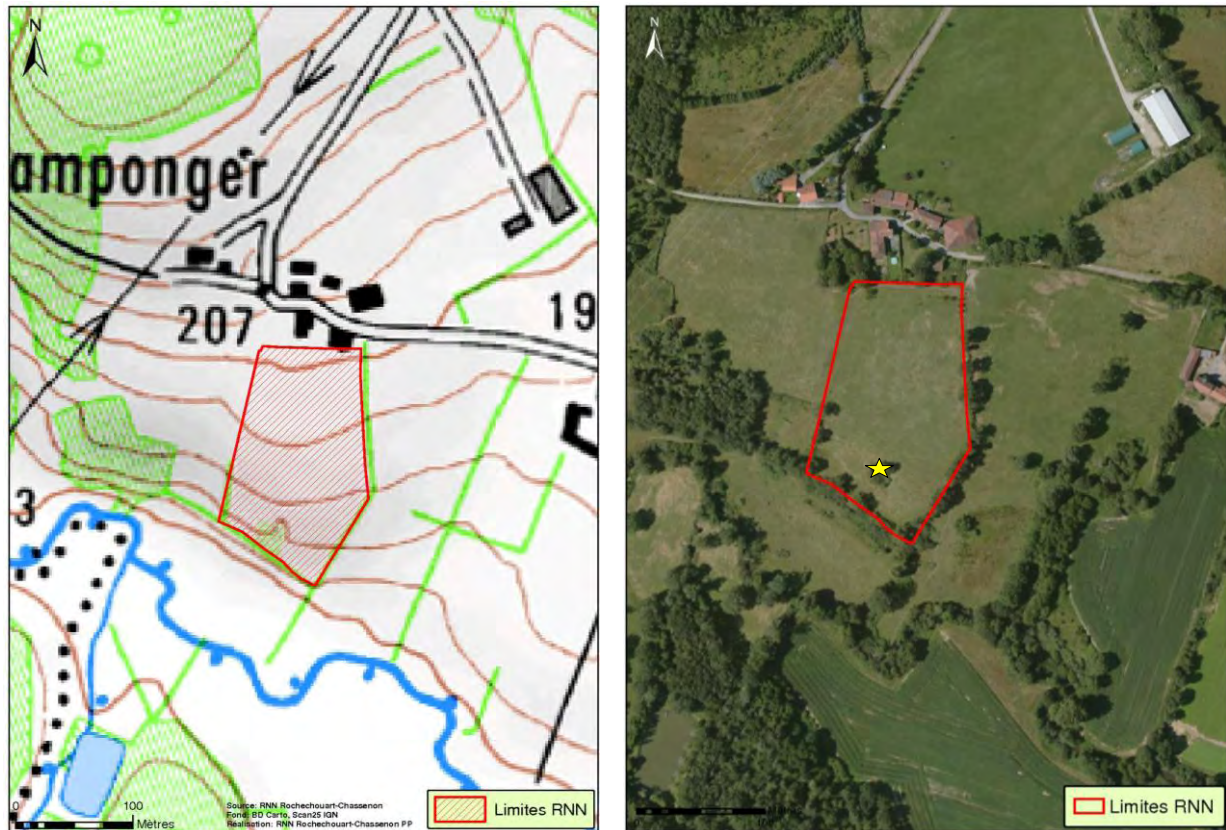 N
amponger
207
19
3
0
100
Mètres
Source: RNN Rochechouart-Chassenon
Fond: BD Carto, Scan25 IGN
Réalisation: RNN Rochechouart-Chassenon PP
Limites RNN
N
Limites RNN